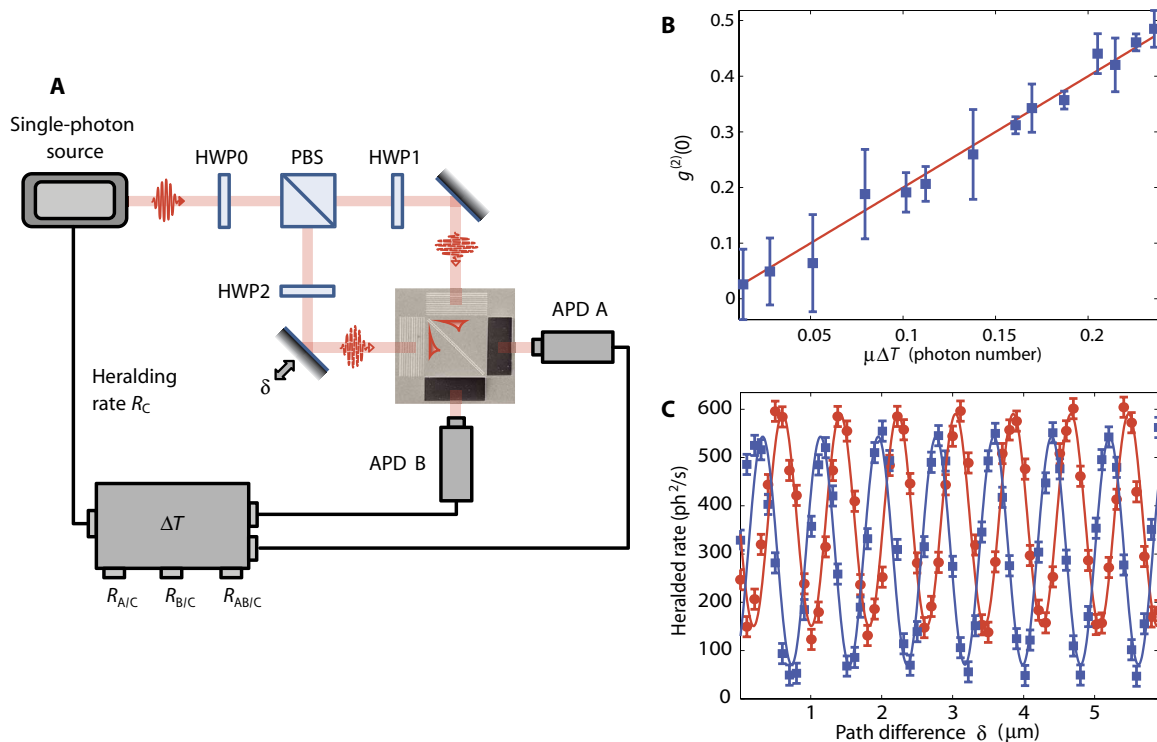 A
Single-photon
source
HWP0
PBS
HWP1
HWP2
δ
APD A
APD B
Heralding
rate R_C
ΔT
R_A/C
R_B/C
R_AB/C
B
g^(2)(0)
0.5
0.4
0.3
0.2
0.1
0
0.05
0.1
0.15
0.2
μΔT (photon number)
C
Heralded rate (ph²/s)
600
500
400
300
200
100
0
1
2
3
4
5
Path difference δ (μm)